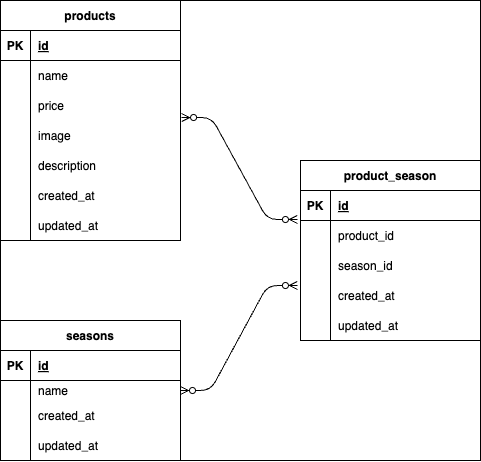 products
PK id
name
price
image
description
created_at
updated_at
product_season
PK id
product_id
season_id
created_at
updated_at
seasons
PK id
name
created_at
updated_at